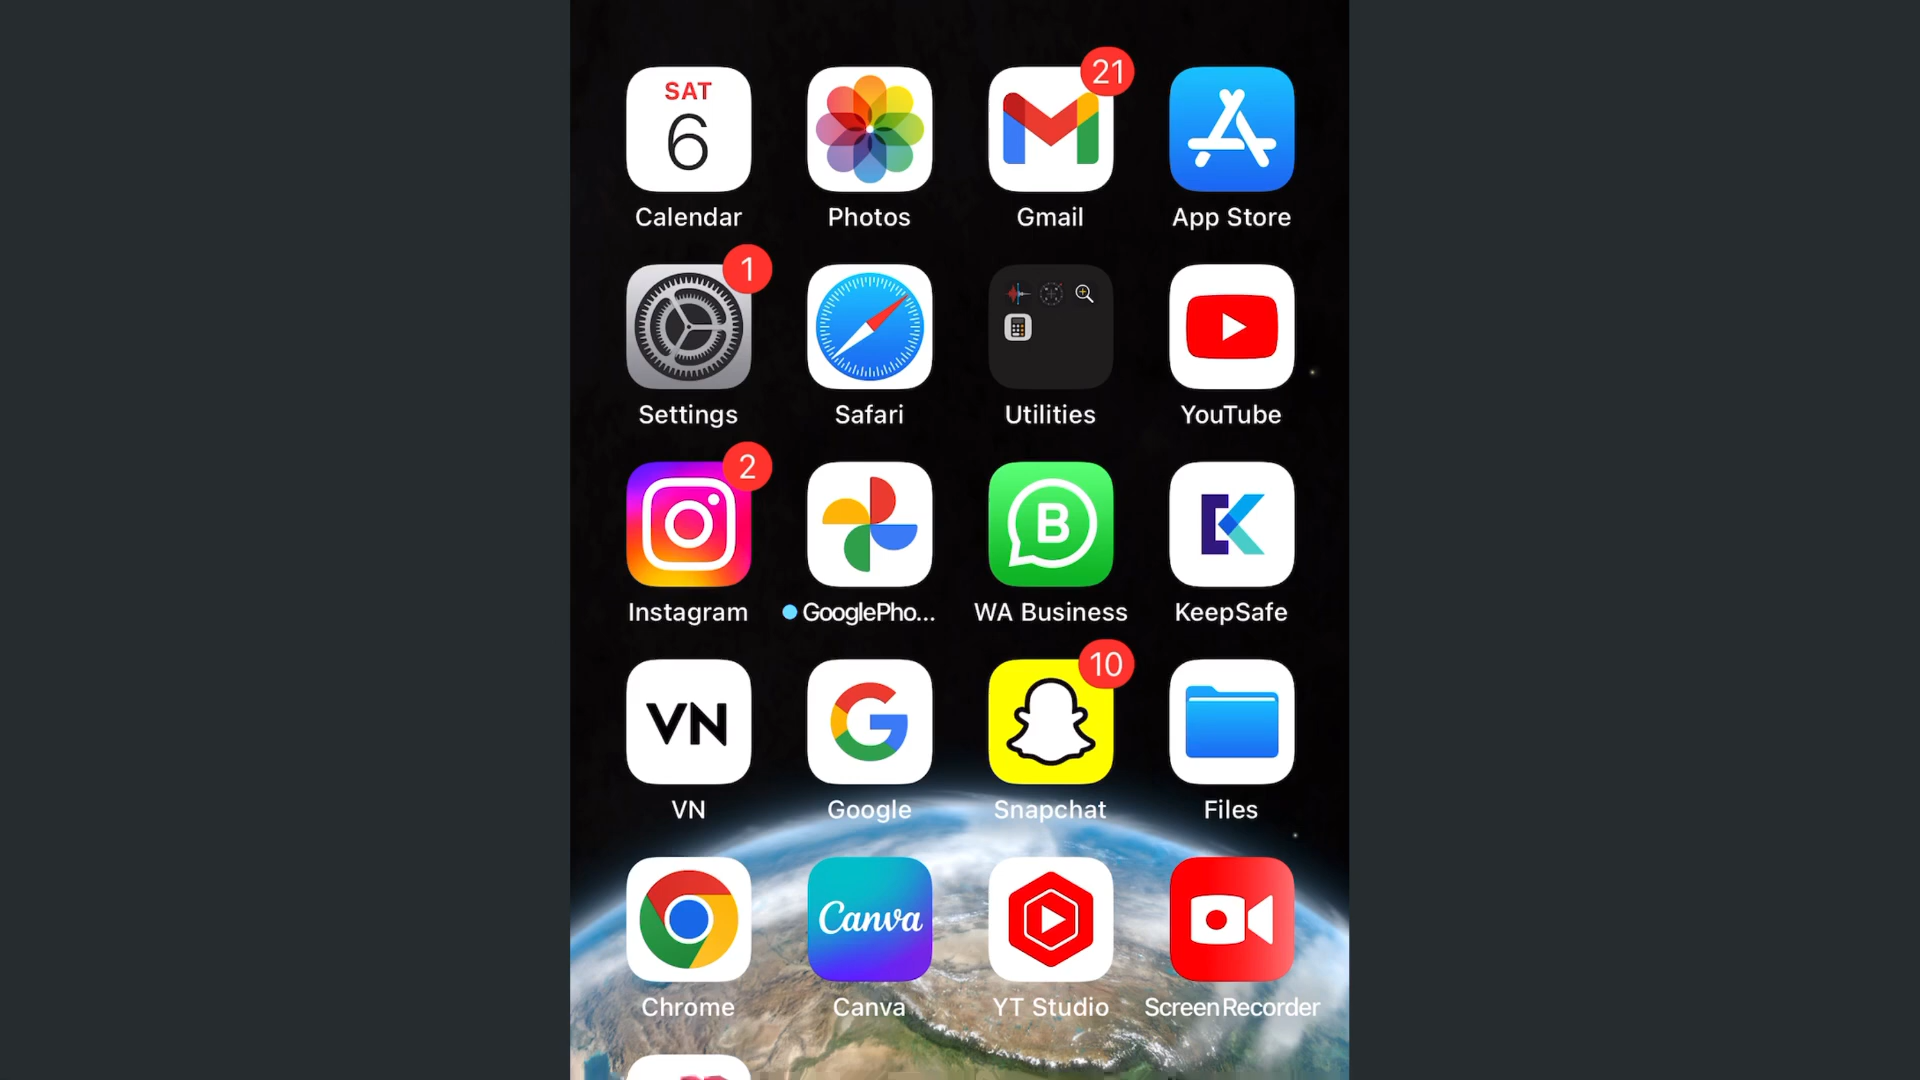 21
SAT
6
Calendar Photos Gmail App Store
1
Settings Safari Utilities YouTube
2
B
Instagram GooglePho... WA Business KeepSafe
10
VN
VN Google Snapchat Files
Canva
Chrome Canva YT Studio ScreenRecorder